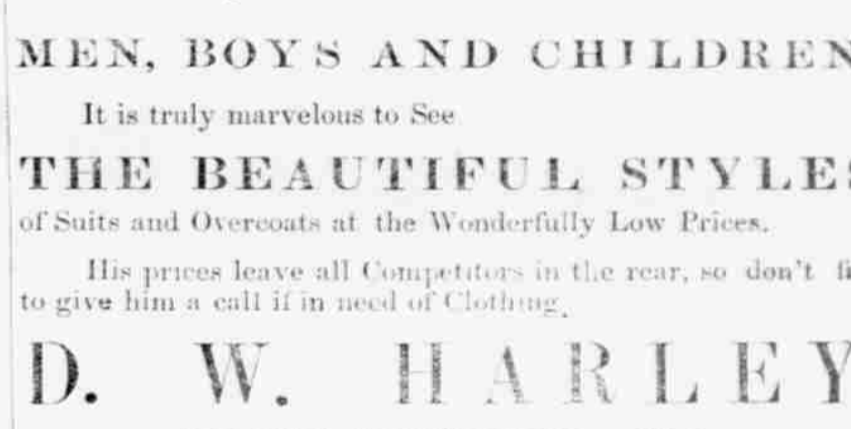 MEN, BOYS AND CHILDREN
It is truly marvelous to See
THE BEAUTIFUL STYLES
of Suits and Overcoats at the Wonderfully Low Prices.
His prices leave all Competitors in the rear, so don't
to give him a call if in need of Clothing.
D. W. HARLEY